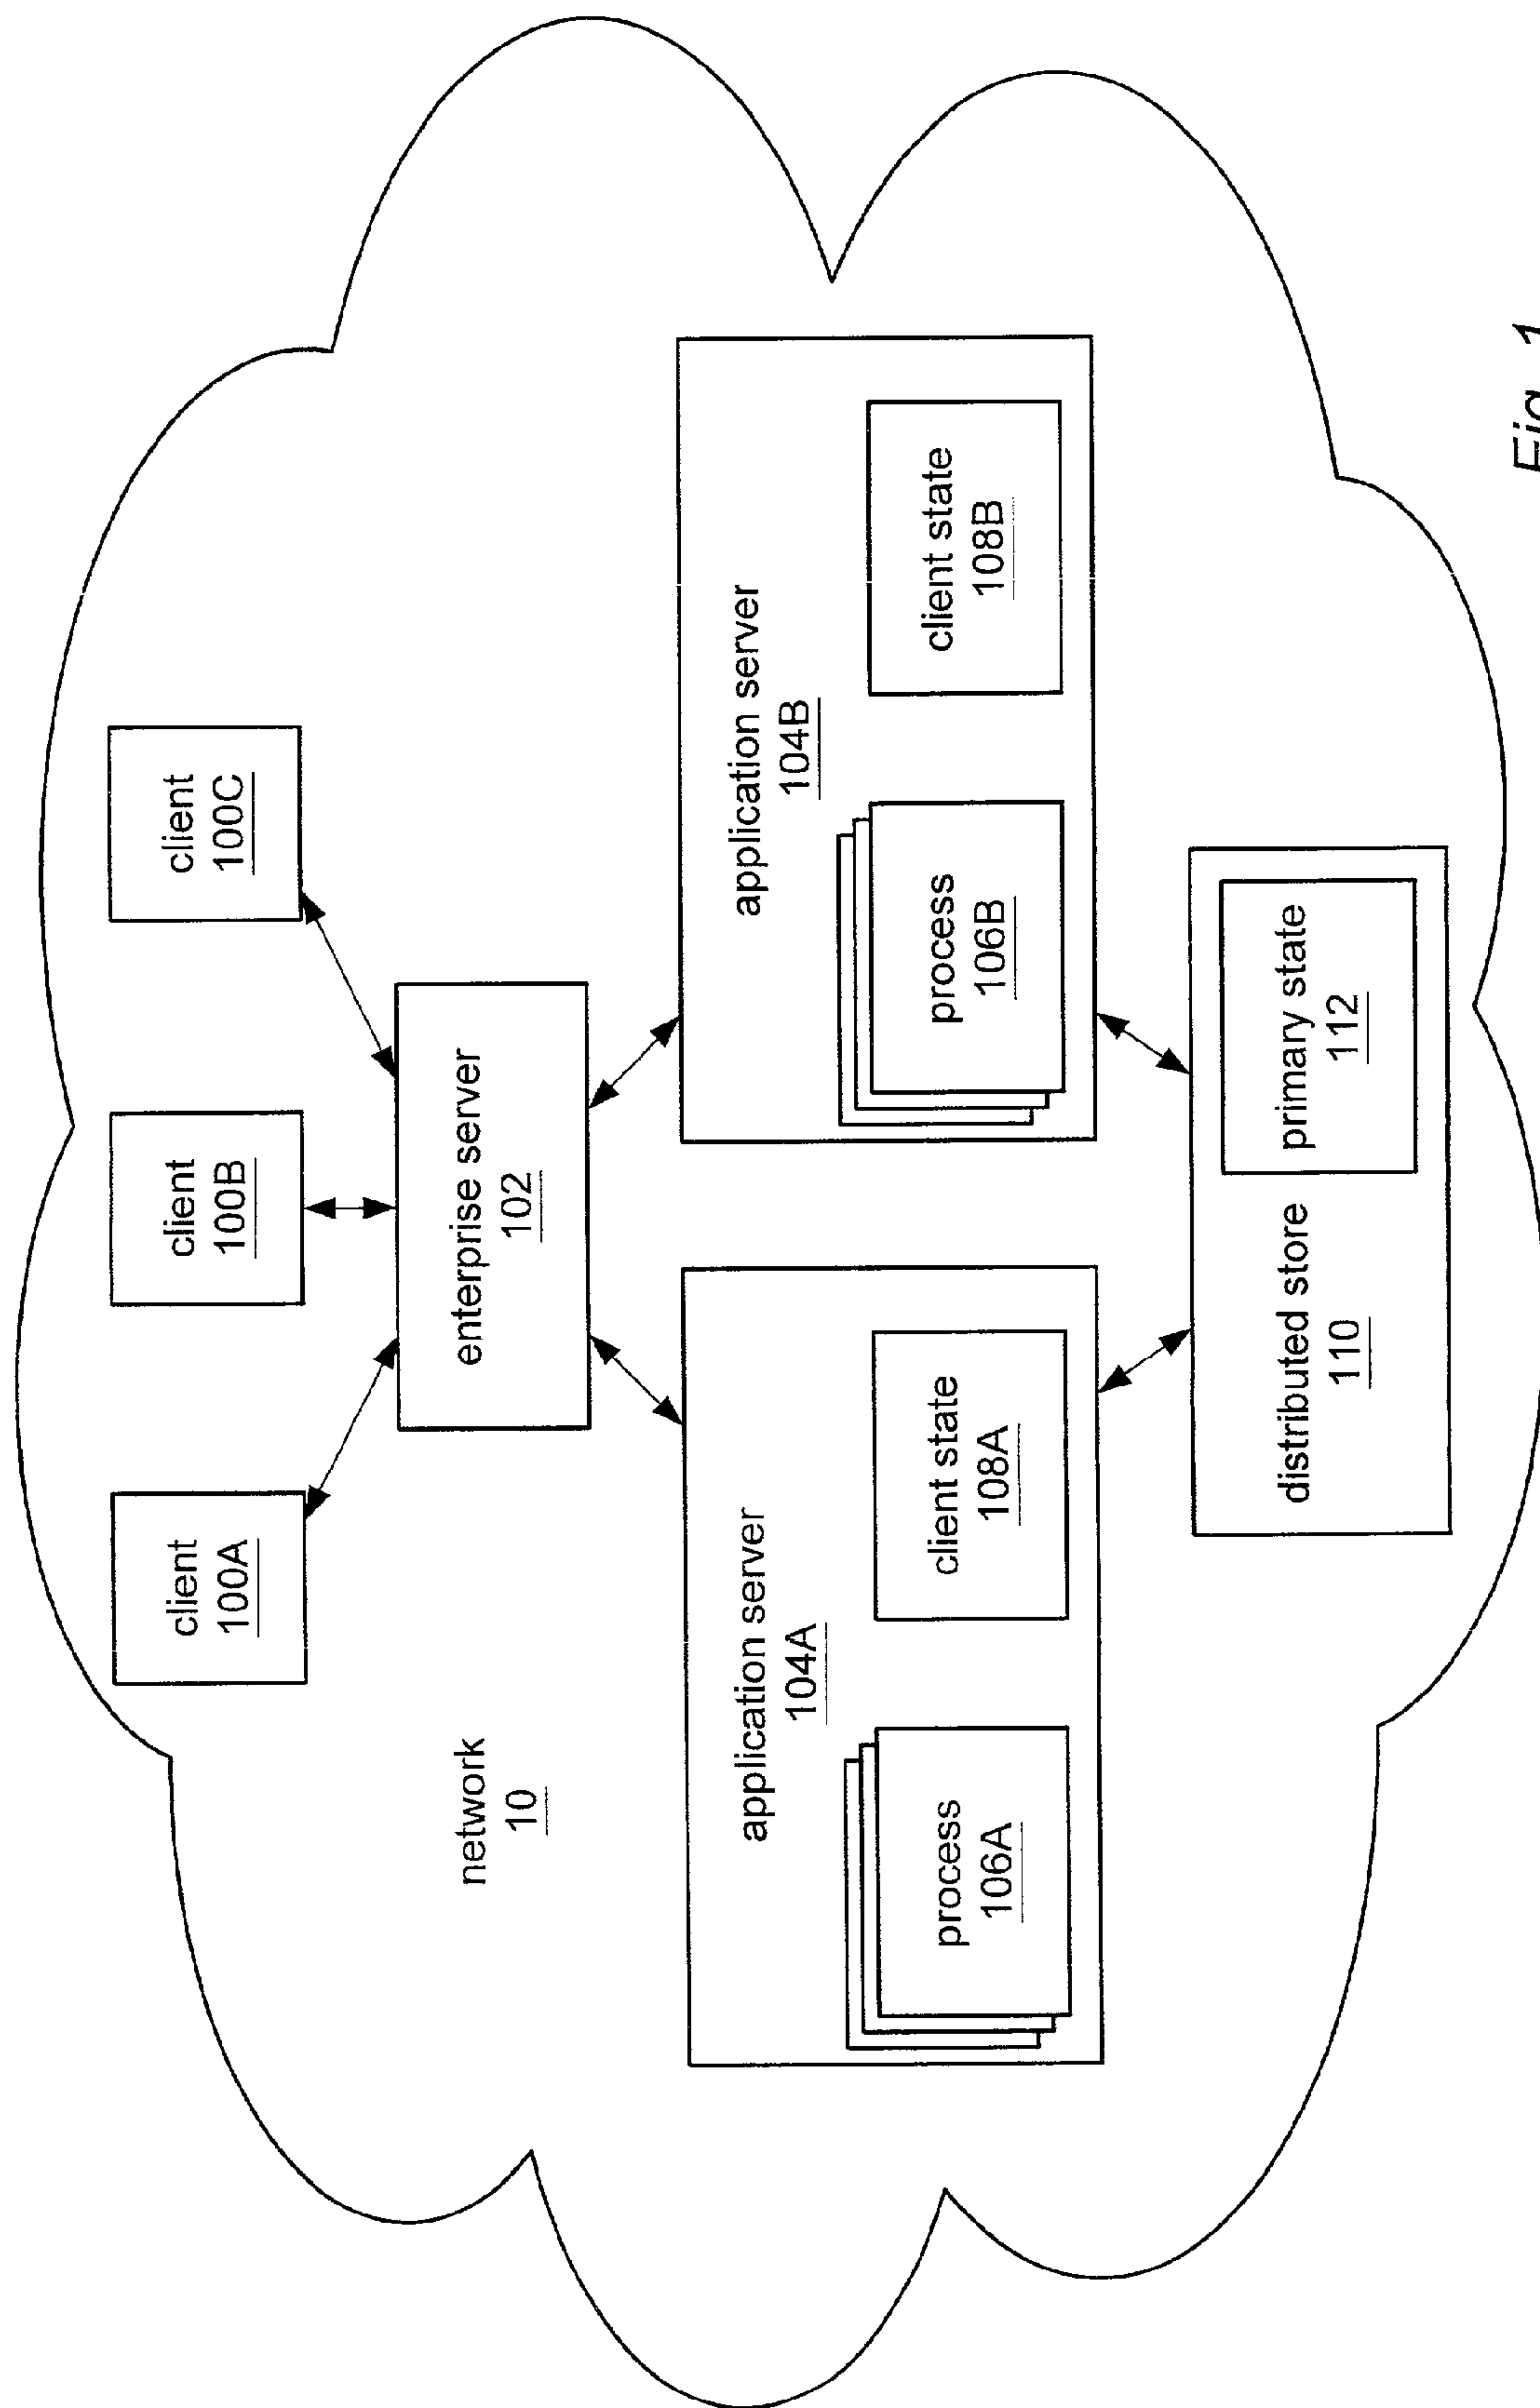 client
100A
client
100B
client
100C
network
10
enterprise server
102
application server
104A
process
106A
client state
108A
application server
104B
process
106B
client state
108B
distributed store
110
primary state
112
Fig. 1